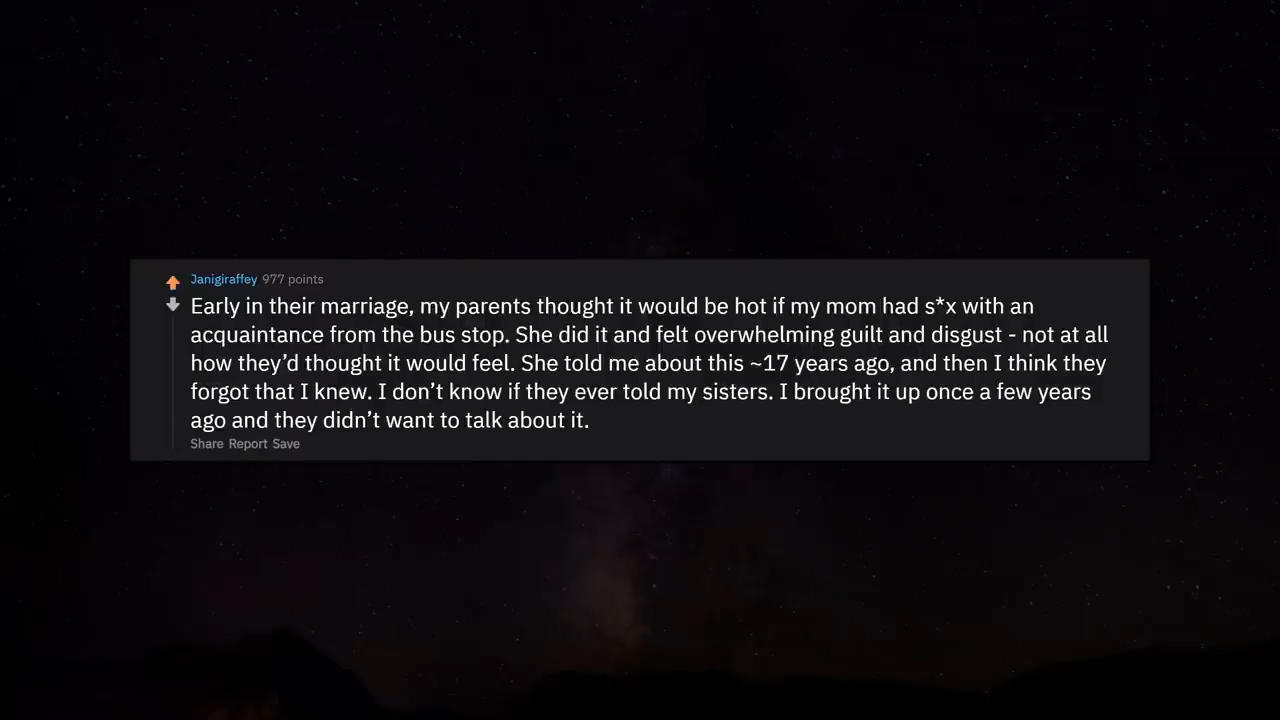 Janigiraffey 977 points
Early in their marriage, my parents thought it would be hot if my mom had s*x with an
acquaintance from the bus stop. She did it and felt overwhelming guilt and disgust - not at all
how they’d thought it would feel. She told me about this ~17 years ago, and then I think they
forgot that I knew. I don’t know if they ever told my sisters. I brought it up once a few years
ago and they didn’t want to talk about it.
Share Report Save